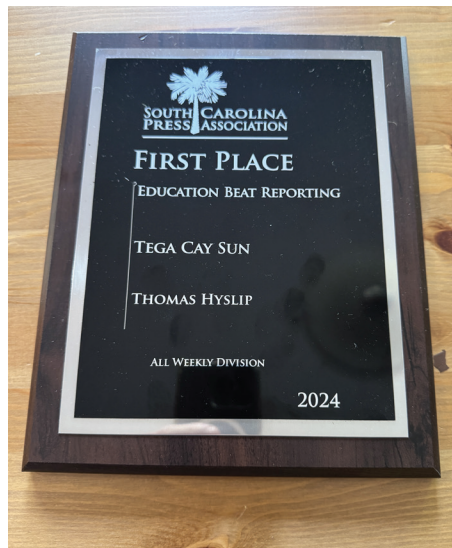 SOUTH CAROLINA
PRESS ASSOCIATION
FIRST PLACE
EDUCATION BEAT REPORTING
TEGA CAY SUN
THOMAS HYSLIP
ALL WEEKLY DIVISION
2024